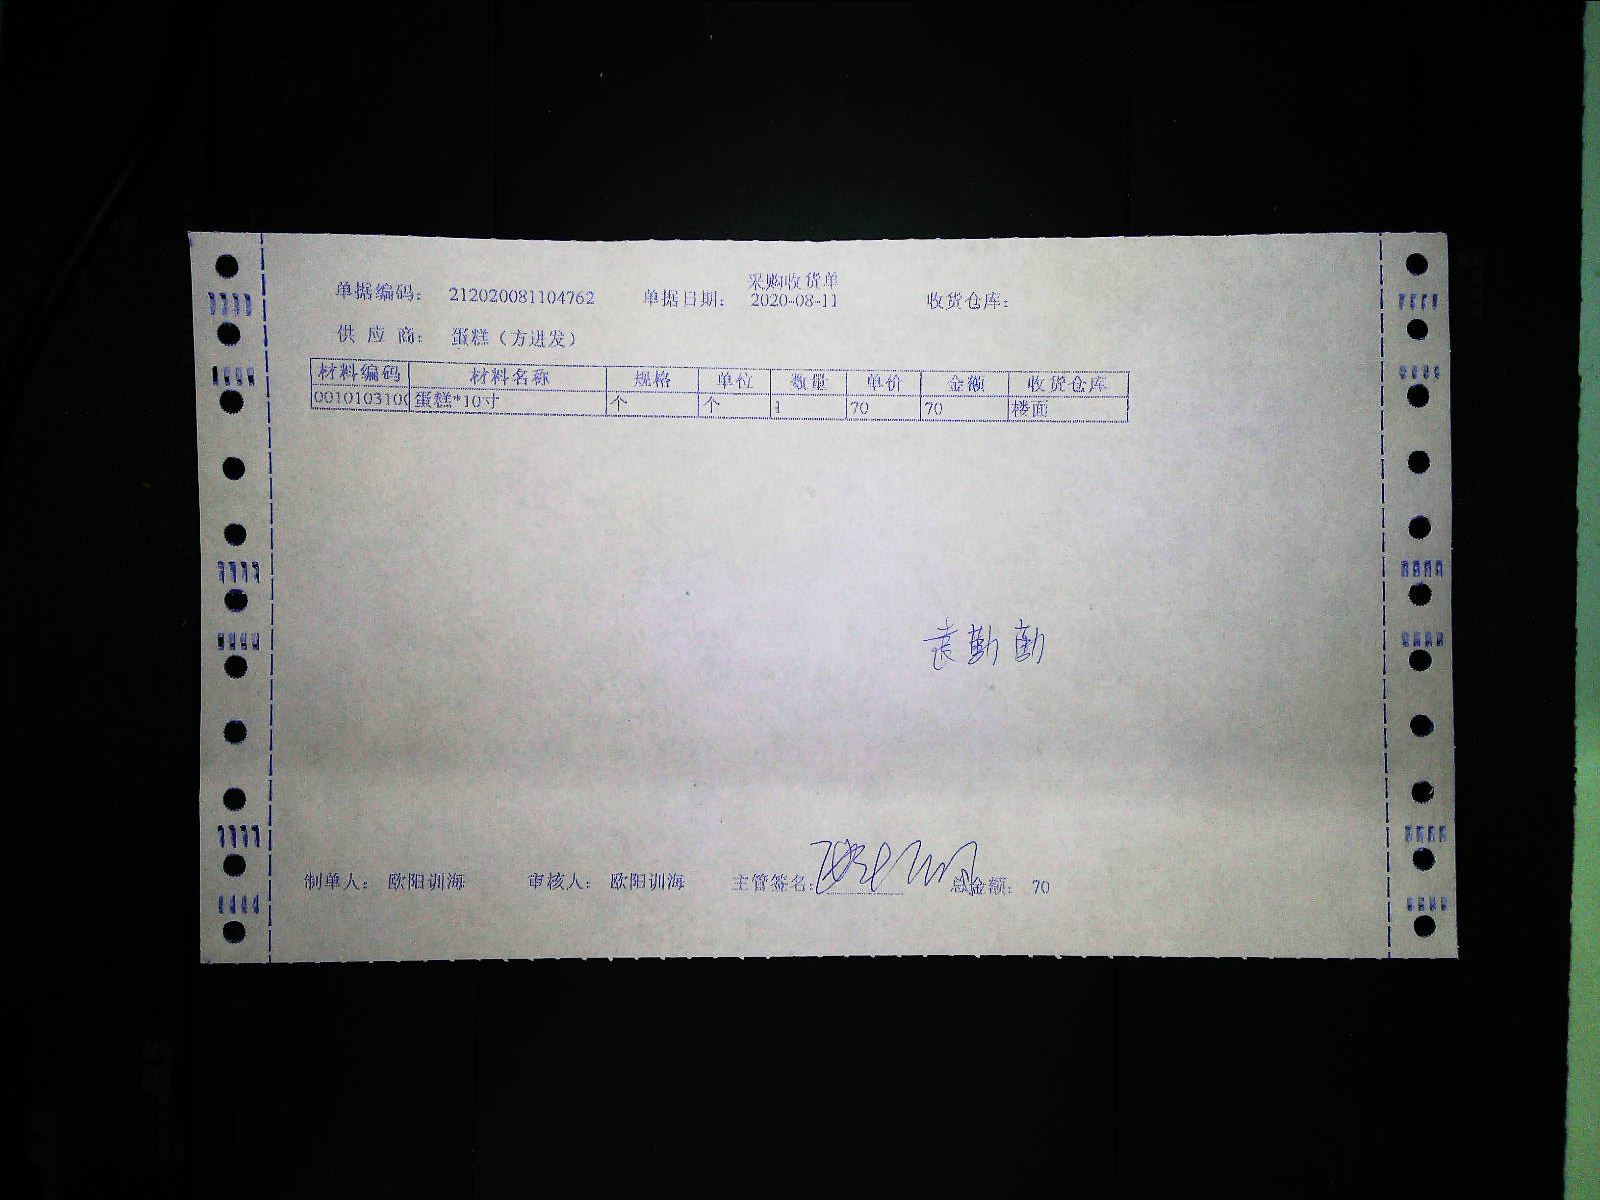 采购收货单
单据编码: 212020081104762 单据日期: 2020-08-11 收货仓库:
供应商: 蛋糕（方进发）
材料编码 材料名称 规格 单位 数量 单价 金额 收货仓库
0010103100 蛋糕*10寸 个 个 1 70 70 楼面
袁勤勤
制单人: 欧阳训海 审核人: 欧阳训海 主管签名: 总金额: 70